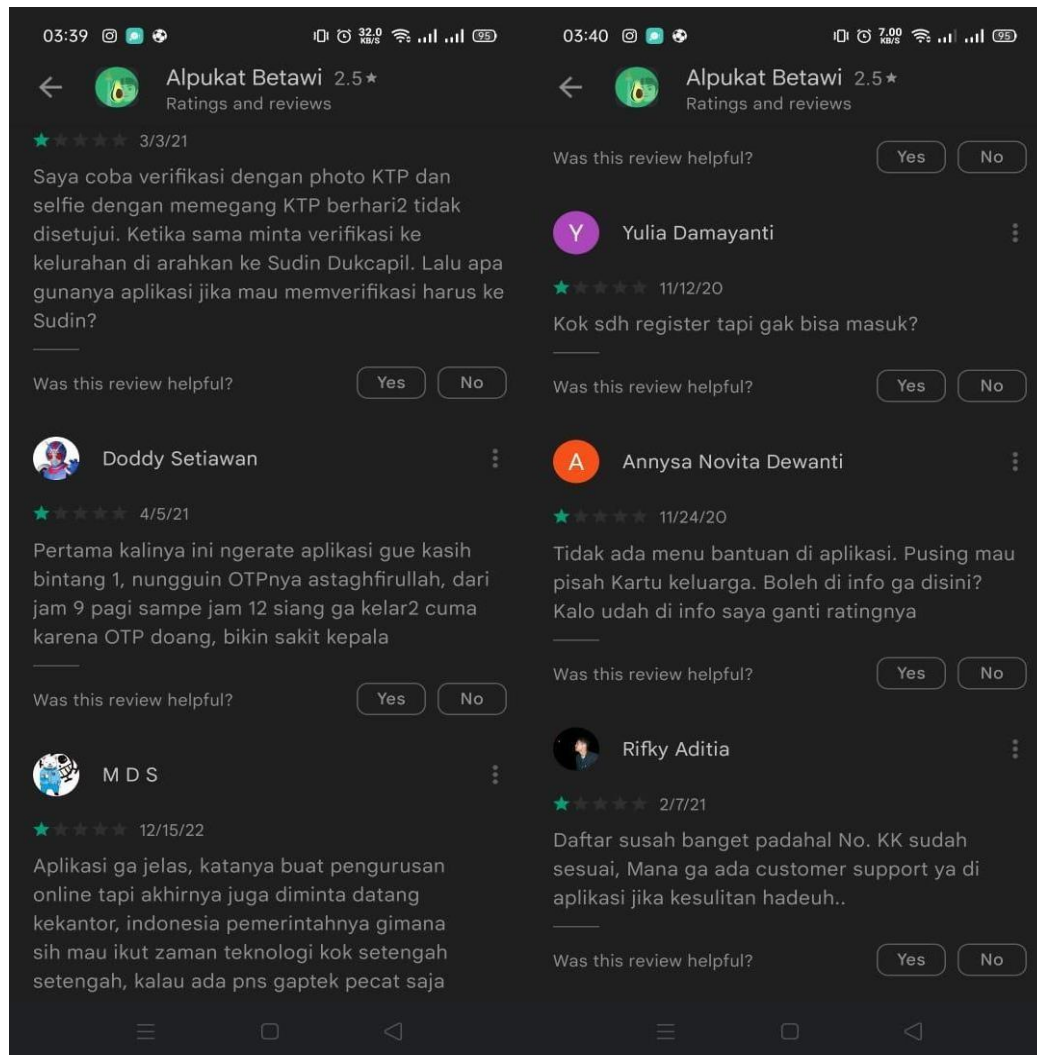 03:39 32.0 KB/S 95
Alpukat Betawi 2.5★
Ratings and reviews
3/3/21
Saya coba verifikasi dengan photo KTP dan
selfie dengan memegang KTP berhari2 tidak
disetujui. Ketika sama minta verifikasi ke
kelurahan di arahkan ke Sudin Dukcapil. Lalu apa
gunanya aplikasi jika mau memverifikasi harus ke
Sudin?
Was this review helpful? Yes No
Doddy Setiawan
4/5/21
Pertama kalinya ini ngerate aplikasi gue kasih
bintang 1, nungguin OTPnya astaghfirullah, dari
jam 9 pagi sampe jam 12 siang ga kelar2 cuma
karena OTP doang, bikin sakit kepala
Was this review helpful? Yes No
M D S
12/15/22
Aplikasi ga jelas, katanya buat pengurusan
online tapi akhirnya juga diminta datang
kekantor, indonesia pemerintahnya gimana
sih mau ikut zaman teknologi kok setengah
setengah, kalau ada pns gaptek pecat saja
03:40 7.00 KB/S 95
Alpukat Betawi 2.5★
Ratings and reviews
Was this review helpful? Yes No
Y Yulia Damayanti
11/12/20
Kok sdh register tapi gak bisa masuk?
Was this review helpful? Yes No
A Annysa Novita Dewanti
11/24/20
Tidak ada menu bantuan di aplikasi. Pusing mau
pisah Kartu keluarga. Boleh di info ga disini?
Kalo udah di info saya ganti ratingnya
Was this review helpful? Yes No
Rifky Aditia
2/7/21
Daftar susah banget padahal No. KK sudah
sesuai, Mana ga ada customer support ya di
aplikasi jika kesulitan hadeuh..
Was this review helpful? Yes No